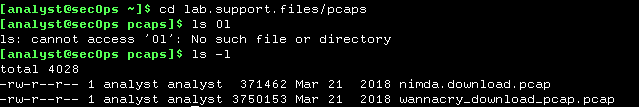 [analyst@secOps ~]$ cd lab.support.files/pcaps
[analyst@secOps pcaps]$ ls 0l
ls: cannot access '0l': No such file or directory
[analyst@secOps pcaps]$ ls -l
total 4028
-rw-r--r-- 1 analyst analyst  371462 Mar 21  2018 nimda.download.pcap
-rw-r--r-- 1 analyst analyst 3750153 Mar 21  2018 wannacry_download_pcap.pcap